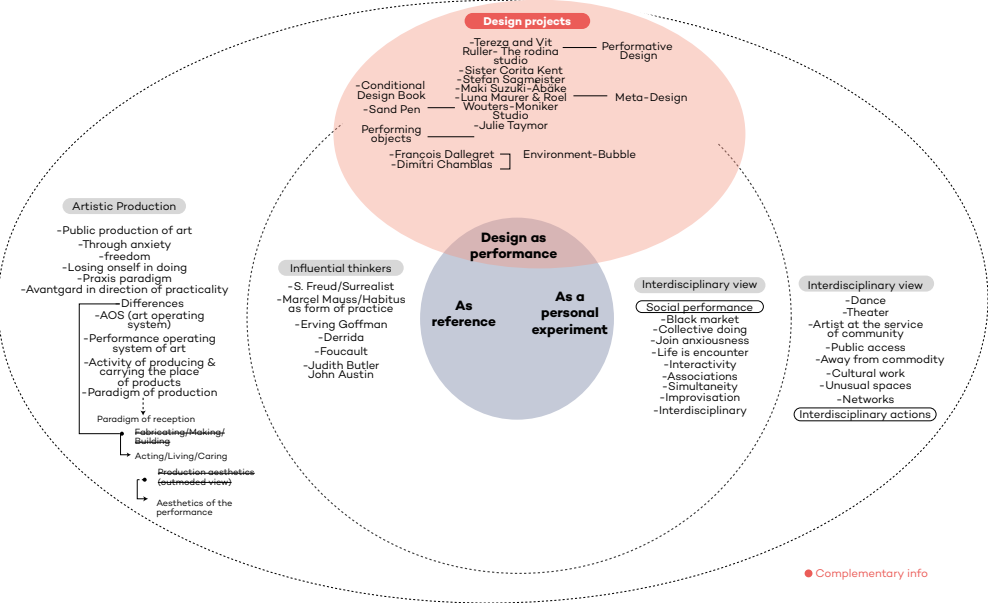 Design projects
-Tereza and Vit
Ruller- The rodina
studio
Performative
Design
-Sister Corita Kent
-Stefan Sagmeister
-Maki Suzuki-Abäke
-Luna Maurer & Roel
Wouters-Moniker
Studio
Meta-Design
-Julie Taymor
-Conditional
Design Book
-Sand Pen
Performing
objects
-François Dallegret
-Dimitri Chamblas
Environment-Bubble
Design as
performance
As
reference
As a
personal
experiment
Artistic Production
-Public production of art
-Through anxiety
-freedom
-Losing onself in doing
-Praxis paradigm
-Avantgard in direction of practicality
-Differences
-AOS (art operating
system)
-Performance operating
system of art
-Activity of producing &
carrying the place
of products
-Paradigm of production
Paradigm of reception
Fabricating/Making/
Building
Acting/Living/Caring
Production aesthetics
(outmoded view)
Aesthetics of the
performance
Influential thinkers
-S. Freud/Surrealist
-Marcel Mauss/Habitus
as form of practice
-Erving Goffman
-Derrida
-Foucault
-Judith Butler
John Austin
Interdisciplinary view
Social performance
-Black market
-Collective doing
-Join anxiousness
-Life is encounter
-Interactivity
-Associations
-Simultaneity
-Improvisation
-Interdisciplinary
Interdisciplinary view
-Dance
-Theater
-Artist at the service
of community
-Public access
-Away from commodity
-Cultural work
-Unusual spaces
-Networks
Interdisciplinary actions
Complementary info